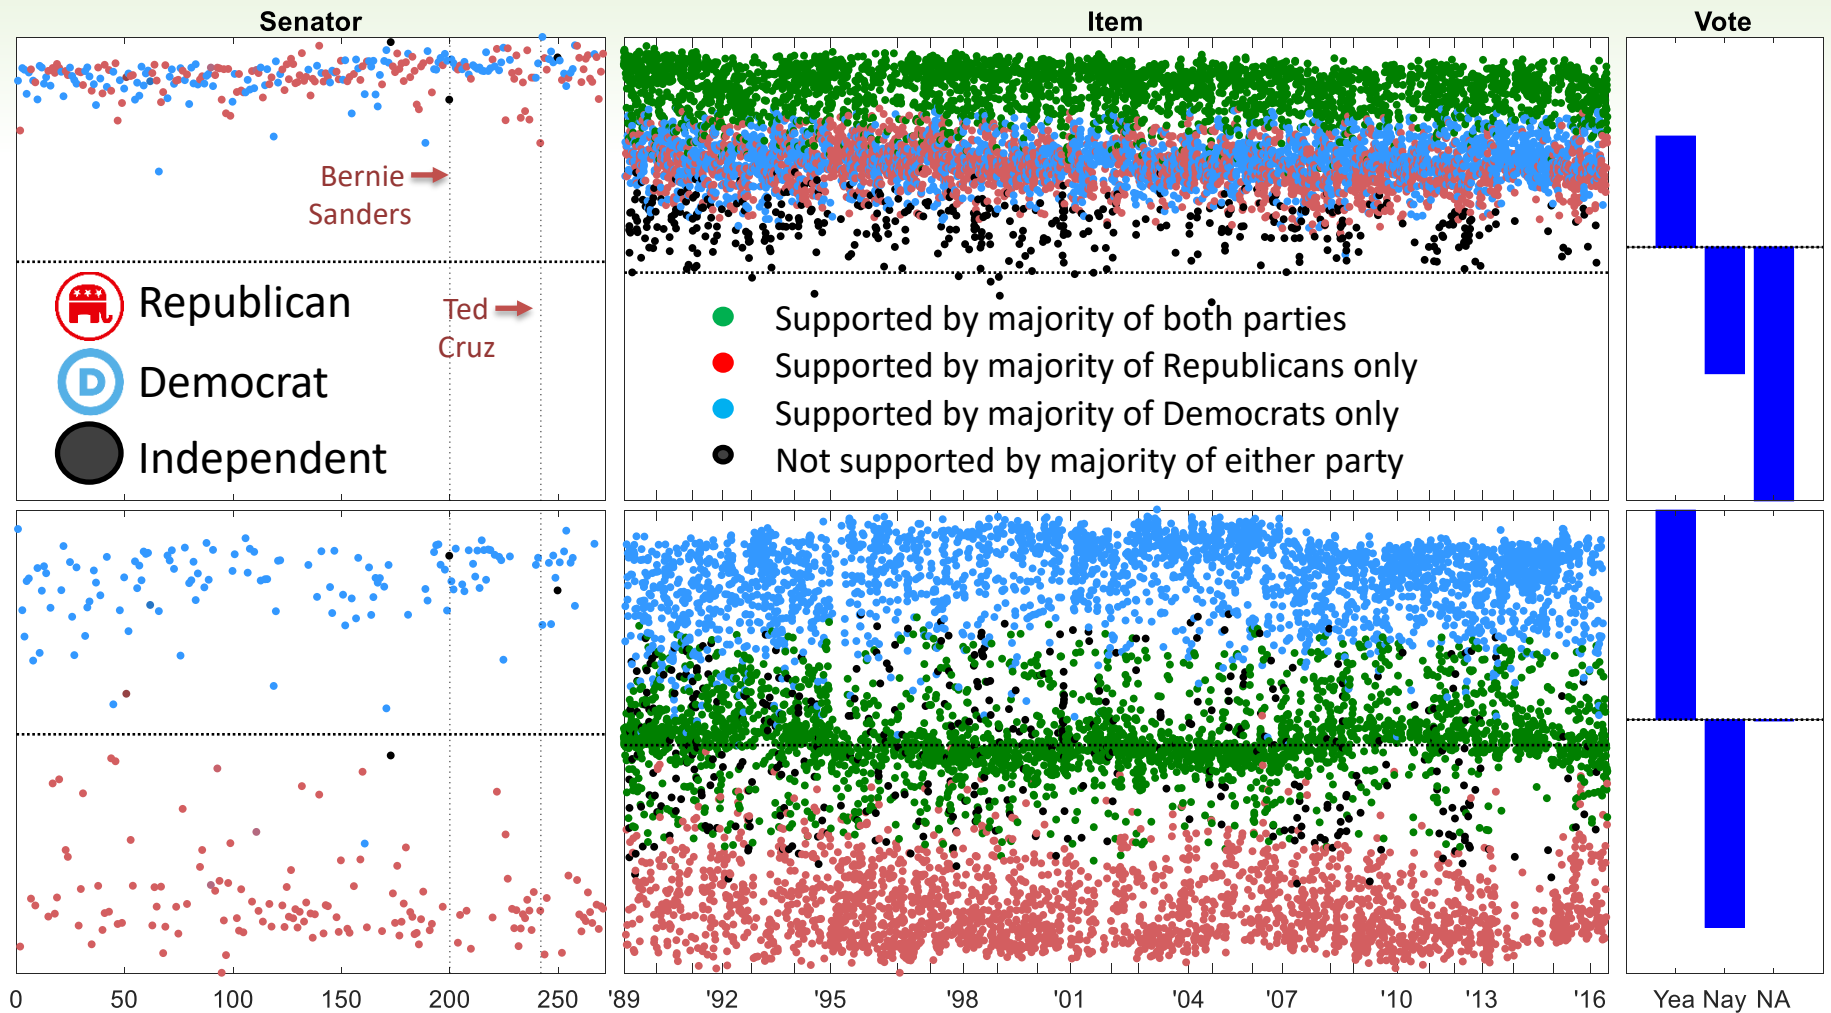 Senator
Item
Vote
Bernie
Sanders
Ted
Cruz
Republican
D
Democrat
Independent
Supported by majority of both parties
Supported by majority of Republicans only
Supported by majority of Democrats only
Not supported by majority of either party
0 50 100 150 200 250
'89 '92 '95 '98 '01 '04 '07 '10 '13 '16
Yea Nay NA